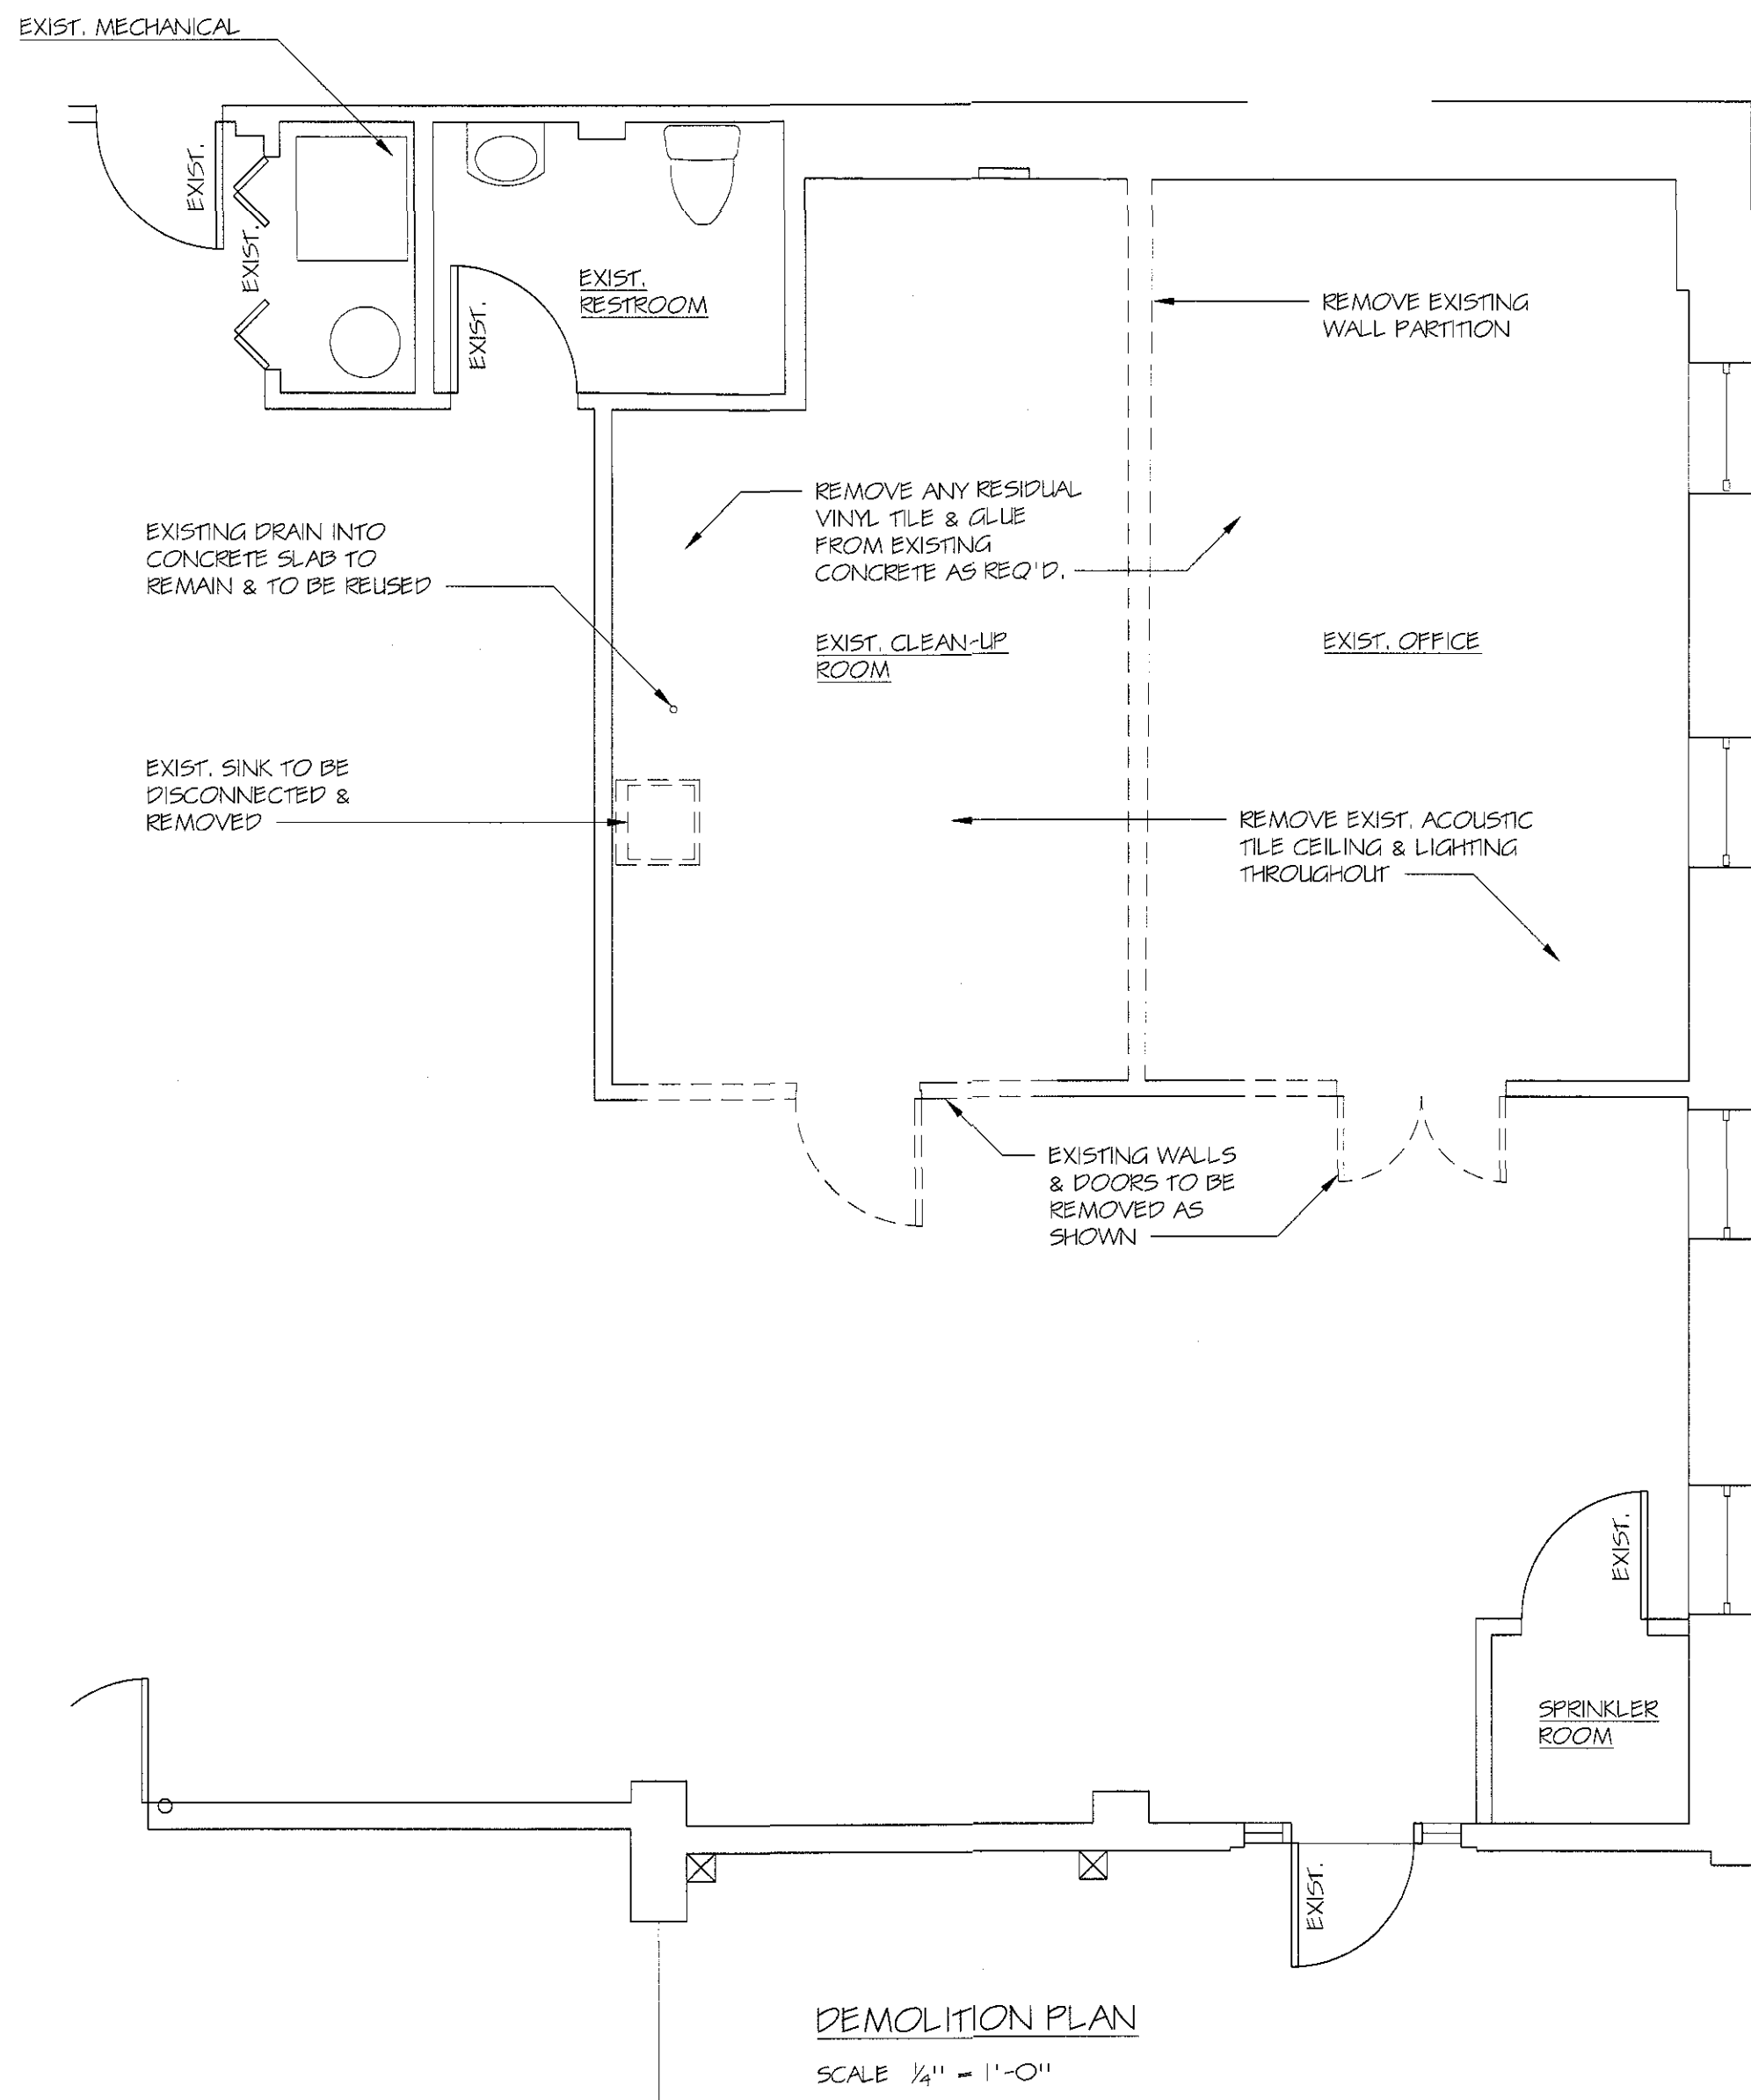 EXIST. MECHANICAL
EXIST.
EXIST.
EXIST.
EXIST.
RESTROOM
REMOVE EXISTING
WALL PARTITION
REMOVE ANY RESIDUAL
VINYL TILE & GLUE
FROM EXISTING
CONCRETE AS REQ'D.
EXISTING DRAIN INTO
CONCRETE SLAB TO
REMAIN & TO BE REUSED
EXIST. CLEAN-UP
ROOM
EXIST. OFFICE
EXIST. SINK TO BE
DISCONNECTED &
REMOVED
REMOVE EXIST. ACOUSTIC
TILE CEILING & LIGHTING
THROUGHOUT
EXISTING WALLS
& DOORS TO BE
REMOVED AS
SHOWN
EXIST.
SPRINKLER
ROOM
EXIST.
DEMOLITION PLAN
SCALE 1/4" = 1'-0"